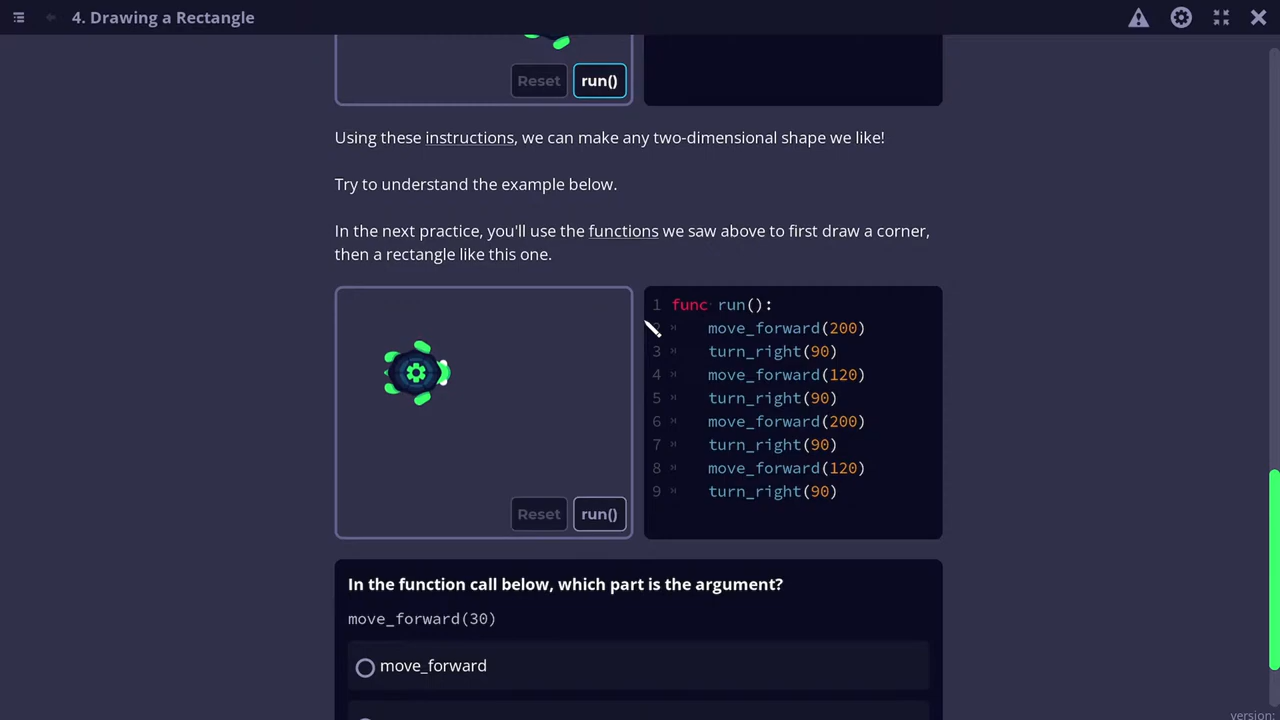 4. Drawing a Rectangle
Reset
run()
Using these instructions, we can make any two-dimensional shape we like!
Try to understand the example below.
In the next practice, you'll use the functions we saw above to first draw a corner,
then a rectangle like this one.
1 func run():
2 move_forward(200)
3 turn_right(90)
4 move_forward(120)
5 turn_right(90)
6 move_forward(200)
7 turn_right(90)
8 move_forward(120)
9 turn_right(90)
Reset
run()
In the function call below, which part is the argument?
move_forward(30)
move_forward
version: